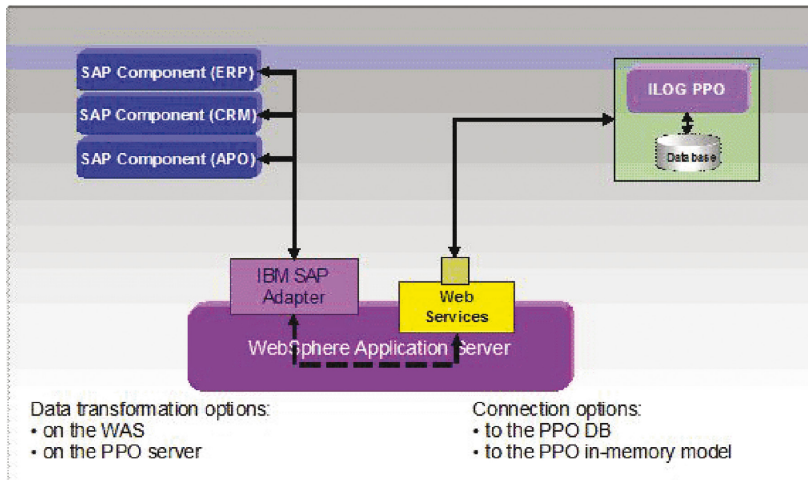 SAP Component (ERP)
SAP Component (CRM)
SAP Component (APO)
ILOG PPO
Database
IBM SAP
Adapter
Web
Services
WebSphere Application Server
Data transformation options:
• on the WAS
• on the PPO server
Connection options:
• to the PPO DB
• to the PPO in-memory model